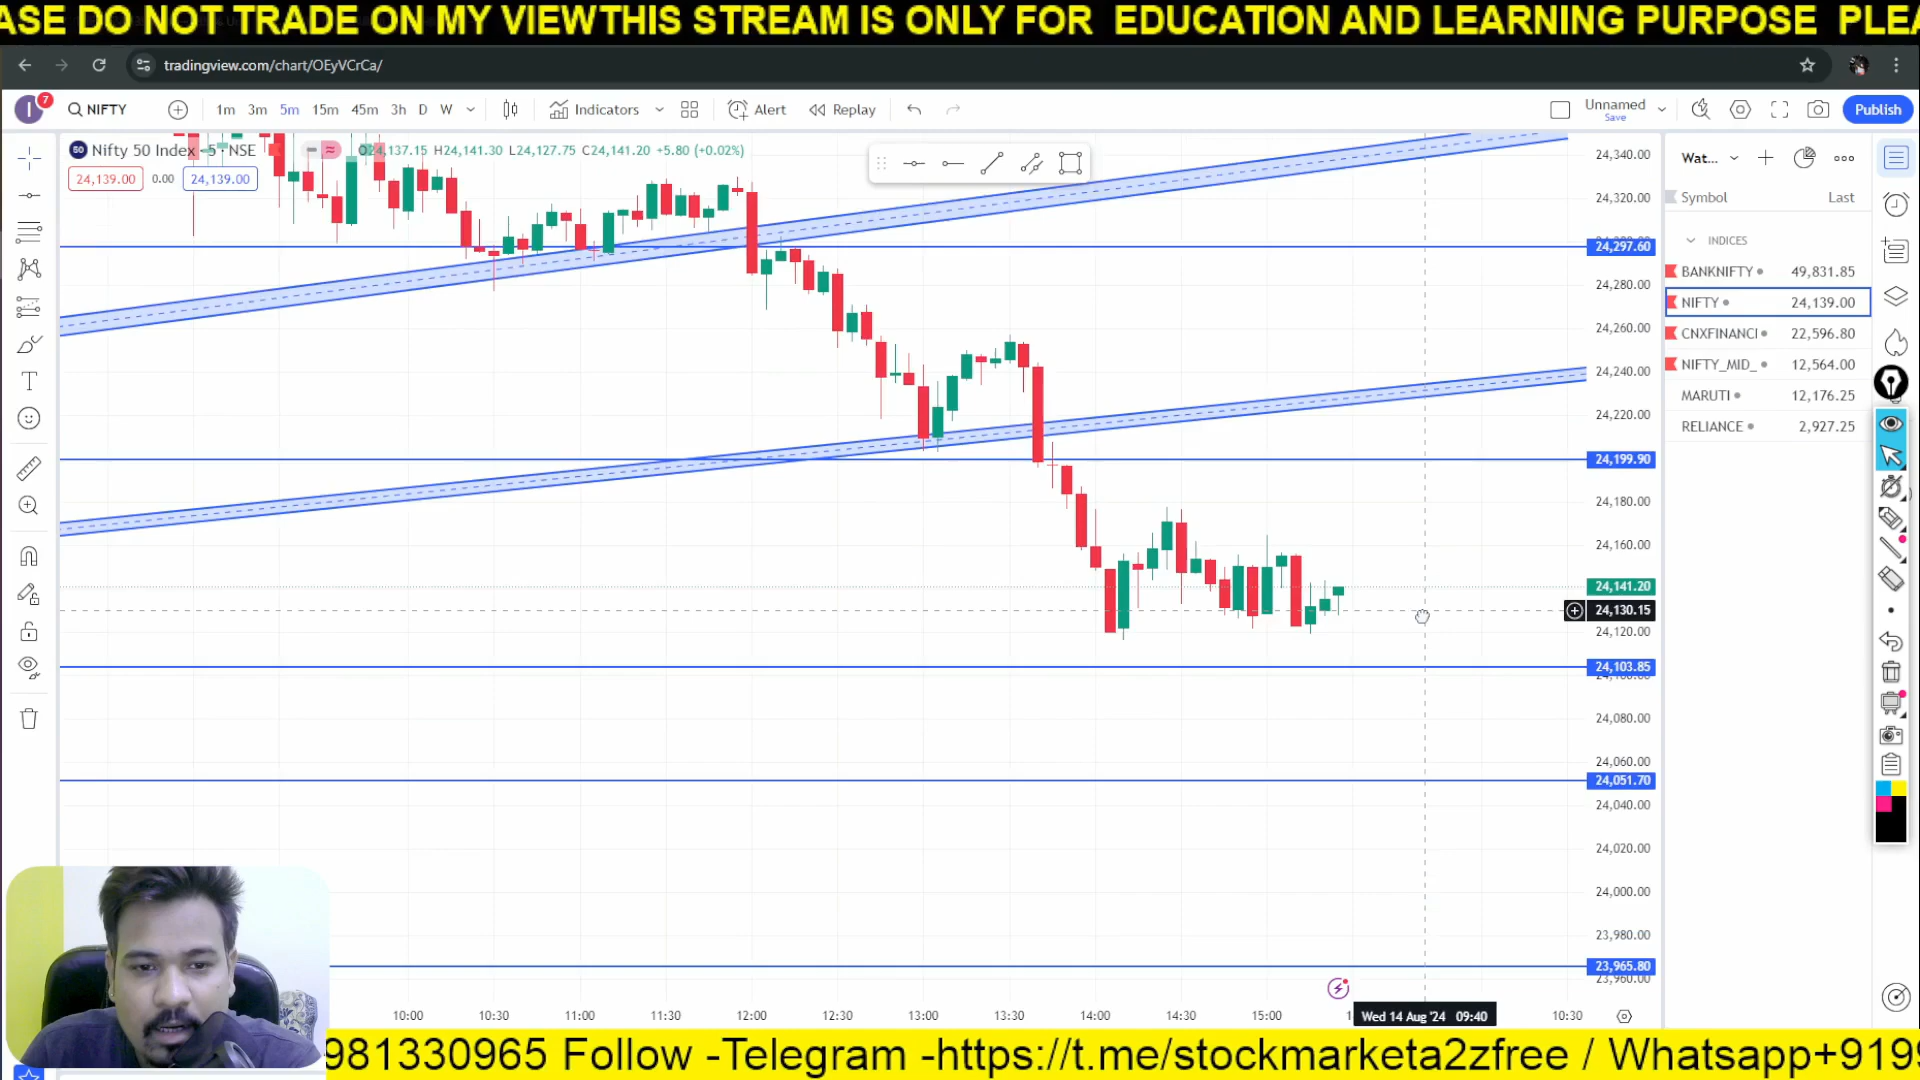 ASE DO NOT TRADE ON MY VIEWTHIS STREAM IS ONLY FOR EDUCATION AND LEARNING PURPOSE PLEA
tradingview.com/chart/OEyVCrCa/
I
7
NIFTY
1m 3m 5m 15m 45m 3h D W
Indicators
Alert
Replay
Unnamed
Save
Publish
50 Nifty 50 Index - 5 · NSE
O24,137.15 H24,141.30 L24,127.75 C24,141.20 +5.80 (+0.02%)
24,139.00 0.00 24,139.00
24,340.00
24,320.00
24,297.60
24,280.00
24,260.00
24,240.00
24,220.00
24,199.90
24,180.00
24,160.00
24,141.20
24,130.15
24,120.00
24,103.85
24,080.00
24,060.00
24,051.70
24,040.00
24,020.00
24,000.00
23,980.00
23,965.80
23,960.00
10:00 10:30 11:00 11:30 12:00 12:30 13:00 13:30 14:00 14:30 15:00 Wed 14 Aug '24 09:40 10:30
Wat...
Symbol Last
INDICES
BANKNIFTY 49,831.85
NIFTY 24,139.00
CNXFINANCI 22,596.80
NIFTY_MID_ 12,564.00
MARUTI 12,176.25
RELIANCE 2,927.25
981330965 Follow -Telegram -https://t.me/stockmarketa2zfree / Whatsapp+919